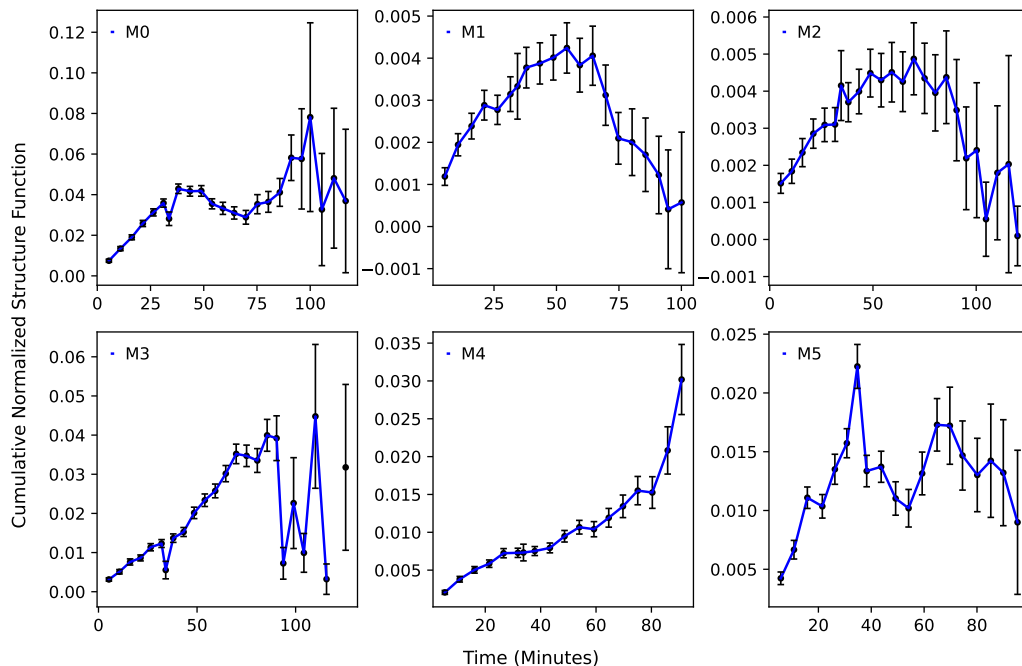 Cumulative Normalized Structure Function
M0
0.12
0.10
0.08
0.06
0.04
0.02
0.00
0 25 50 75 100
M1
0.005
0.004
0.003
0.002
0.001
0.000
−0.001
25 50 75 100
M2
0.006
0.005
0.004
0.003
0.002
0.001
0.000
−0.001
0 50 100
M3
0.06
0.05
0.04
0.03
0.02
0.01
0.00
0 50 100
M4
0.035
0.030
0.025
0.020
0.015
0.010
0.005
20 40 60 80
M5
0.025
0.020
0.015
0.010
0.005
20 40 60 80
Time (Minutes)